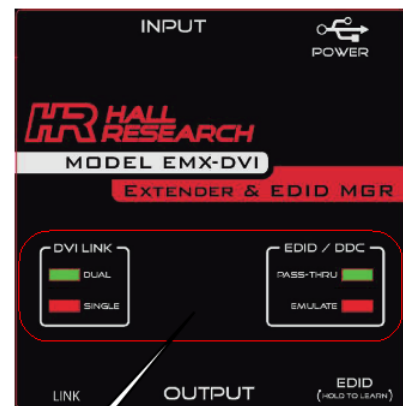 INPUT
POWER
HR HALL
RESEARCH
MODEL EMX-DVI
EXTENDER & EDID MGR
DVI LINK
DUAL
SINGLE
EDID / DDC
PASS-THRU
EMULATE
LINK
OUTPUT
EDID
(HOLD TO LEARN)